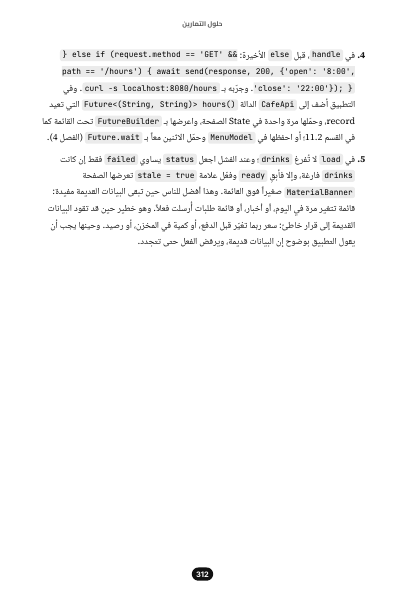 حلول التمارين
4. في handle، قبل else الأخيرة: } else if (request.method == 'GET' &&
path == '/hours') { await send(response, 200, {'open': '8:00',
'close': '22:00'}); }. وجرّبه بـ curl -s localhost:8080/hours. وفي
التطبيق أضف إلى CafeApi الدالة Future<(String, String)> hours() التي تعيد
record، وحمّلها مرة واحدة في State الصفحة، واعرضها بـ FutureBuilder تحت القائمة كما
في القسم 11.2؛ أو احفظها في MenuModel وحمّل الاثنين معاً بـ Future.wait (الفصل 4).
5. في load لا تُفرغ drinks؛ وعند الفشل اجعل status يساوي failed فقط إن كانت
drinks فارغة، وإلا فأبقِ ready وفعّل علامة stale = true تعرضها الصفحة
MaterialBanner صغيراً فوق القائمة. وهذا أفضل للناس حين تبقى البيانات القديمة مفيدة:
قائمة تتغير مرة في اليوم، أو أخبار، أو قائمة طلبات أُرسلت فعلاً. وهو خطير حين قد تقود البيانات
القديمة إلى قرار خاطئ: سعر ربما تغيّر قبل الدفع، أو كمية في المخزن، أو رصيد. وحينها يجب أن
يقول التطبيق بوضوح إن البيانات قديمة، ويرفض الفعل حتى تتجدد.
312